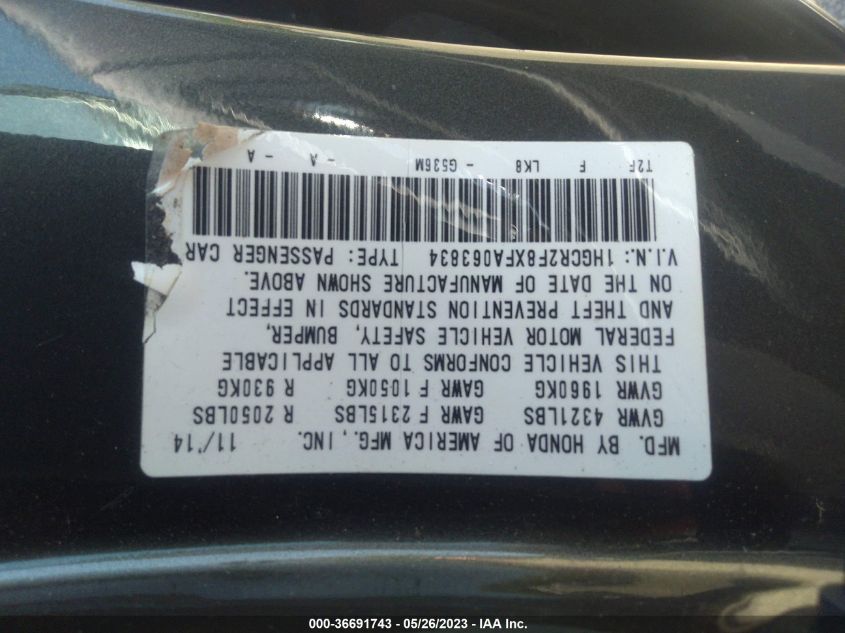 MFD. BY HONDA OF AMERICA MFG., INC. 11/'14
GVWR 4321LBS GAWR F 2315LBS R 2050LBS
GVWR 1960KG GAWR F 1050KG R 930KG
THIS VEHICLE CONFORMS TO ALL APPLICABLE
FEDERAL MOTOR VEHICLE SAFETY, BUMPER,
AND THEFT PREVENTION STANDARDS IN EFFECT
ON THE DATE OF MANUFACTURE SHOWN ABOVE.
V.I.N.: 1HGCR2F8XFA063834 TYPE: PASSENGER CAR
T2F F LK8 - G536M - A - A
000-36691743 - 05/26/2023 - IAA Inc.